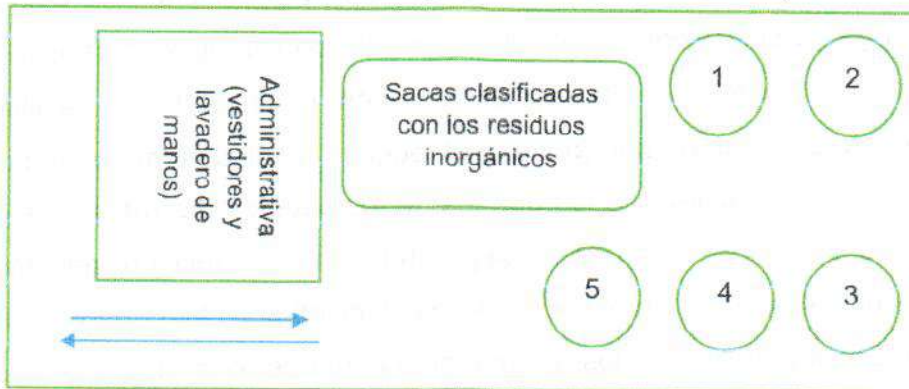 Administrativa
(vestidores y
lavadero de
manos)
Sacas clasificadas
con los residuos
inorgánicos
1
2
5
4
3